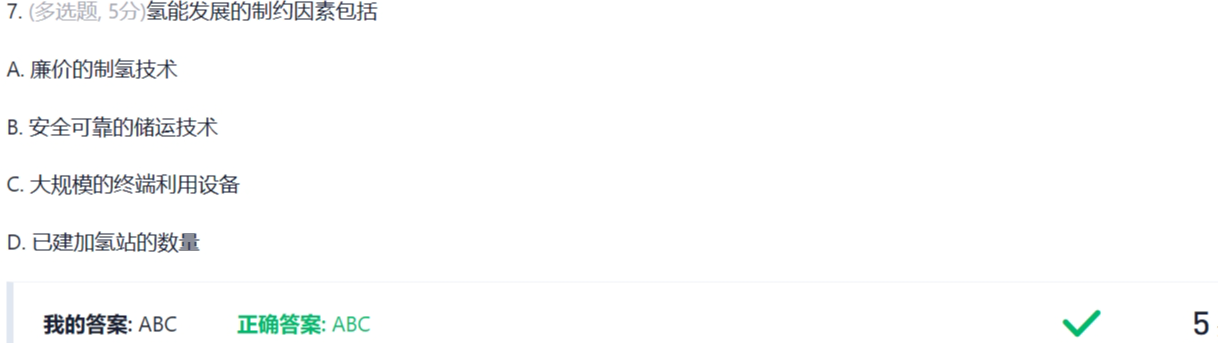 7. (多选题, 5分)氢能发展的制约因素包括
A. 廉价的制氢技术
B. 安全可靠的储运技术
C. 大规模的终端利用设备
D. 已建加氢站的数量
我的答案: ABC 正确答案: ABC 5